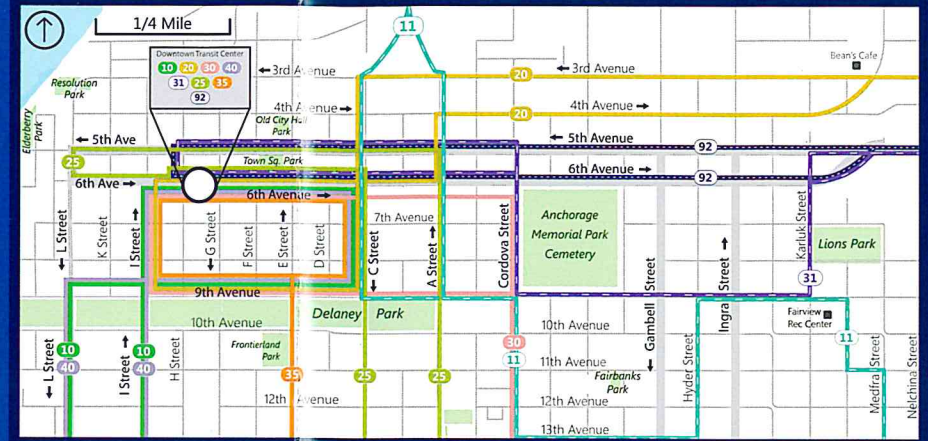 1/4 Mile
11
Downtown Transit Center
10 20 30 40
31 25 35
92
Bean's Cafe
← 3rd Avenue
20
← 3rd Avenue
Resolution
Park
4th Avenue →
Old City Hall
Park
20
4th Avenue →
Elderberry
Park
← 5th Ave
← 5th Avenue
92
25
Town Sq. Park
6th Ave →
6th Avenue →
92
6th Avenue →
7th Avenue
Anchorage
Memorial Park
Cemetery
Lions Park
← L Street
K Street
I Street →
← G Street
F Street
E Street →
D Street
← C Street
A Street →
Cordova Street
Karluk Street
31
9th Avenue
Delaney Park
10th Avenue
10th Avenue
← Gambell Street
Ingra Street →
Fairview
Rec Center
Frontierland
Park
10
40
← L Street
10
40
I Street →
H Street
35
25
25
30
11
11th Avenue
Fairbanks
Park
Hyder Street
11
Medfra Street
Nelchina Street
12th Avenue
12th Avenue
13th Avenue